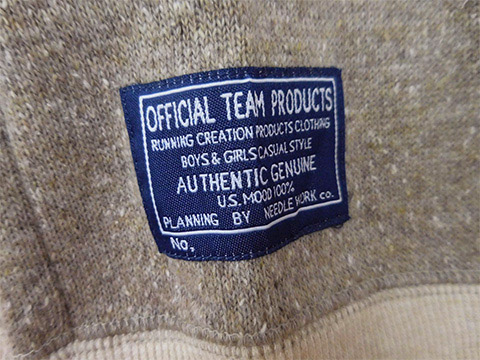 OFFICIAL TEAM PRODUCTS
RUNNING CREATION PRODUCTS CLOTHING
BOYS & GIRLS CASUAL STYLE
AUTHENTIC GENUINE
U.S. MOOD 100%
PLANNING BY NEEDLE WORK co.
No,